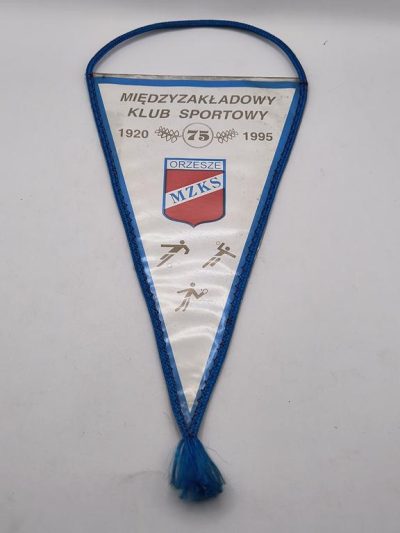 MIĘDZYZAKŁADOWY
KLUB SPORTOWY
1920 75 1995
ORZESZE
MZKS